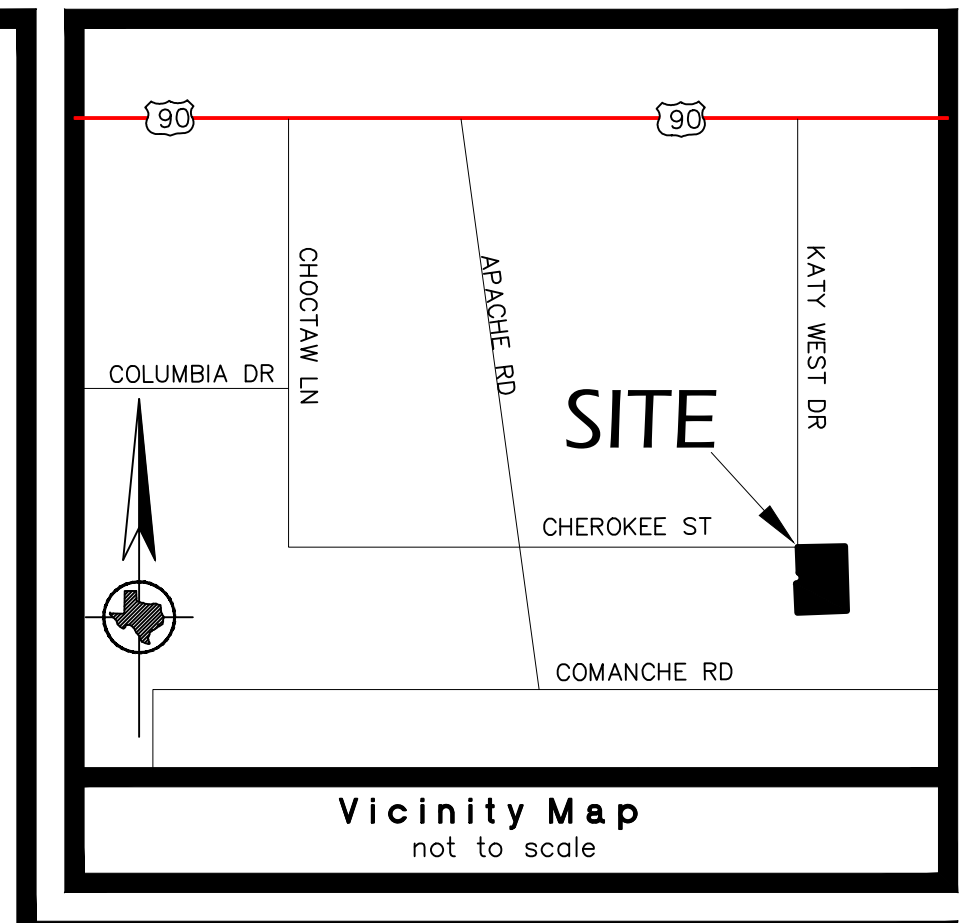 90
90
CHOCTAW LN
APACHE RD
KATY WEST DR
COLUMBIA DR
SITE
CHEROKEE ST
COMANCHE RD
Vicinity Map
not to scale